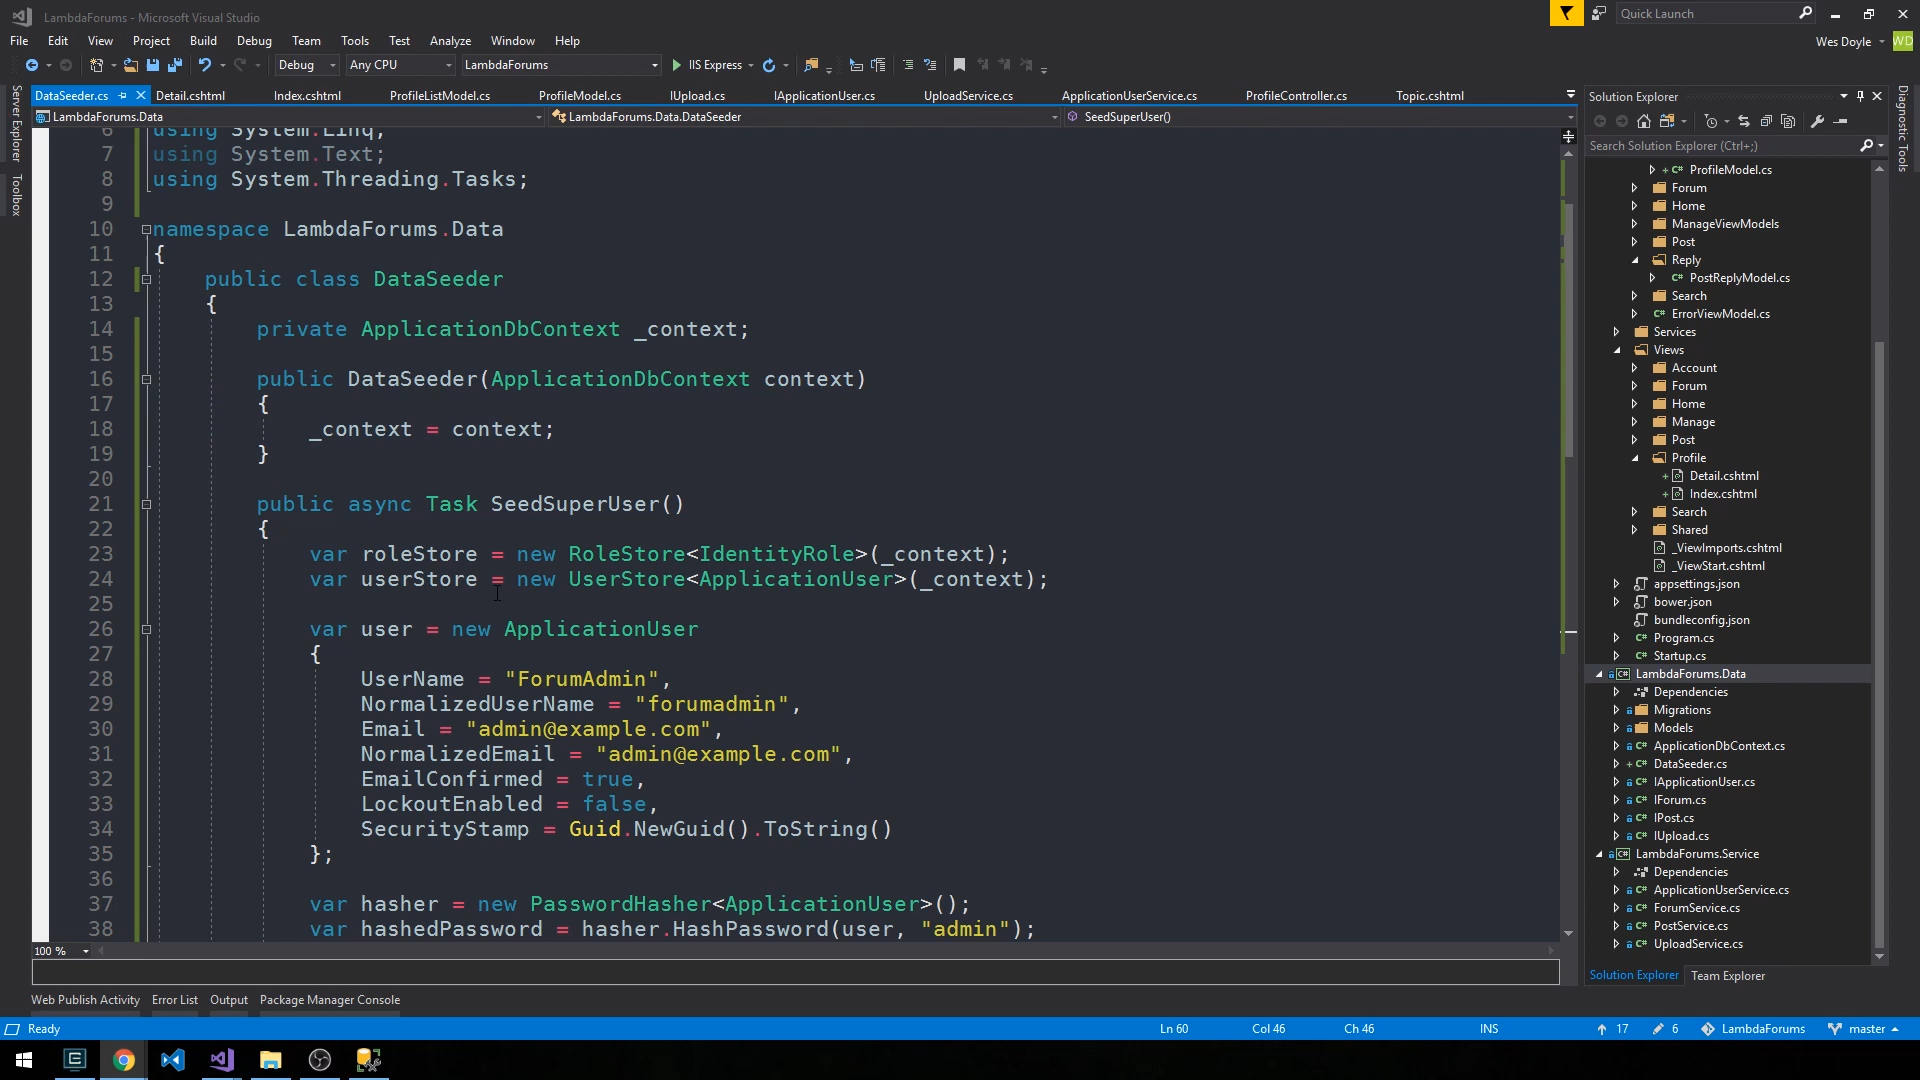 LambdaForums - Microsoft Visual Studio
Quick Launch
File Edit View Project Build Debug Team Tools Test Analyze Window Help
Wes Doyle WD
Debug Any CPU LambdaForums IIS Express
DataSeeder.cs Detail.cshtml Index.cshtml ProfileListModel.cs ProfileModel.cs IUpload.cs IApplicationUser.cs UploadService.cs ApplicationUserService.cs ProfileController.cs Topic.cshtml
LambdaForums.Data LambdaForums.Data.DataSeeder SeedSuperUser()
Server Explorer
Toolbox
6 using System.Linq;
7 using System.Text;
8 using System.Threading.Tasks;
9
10 namespace LambdaForums.Data
11 {
12 public class DataSeeder
13 {
14 private ApplicationDbContext _context;
15
16 public DataSeeder(ApplicationDbContext context)
17 {
18 _context = context;
19 }
20
21 public async Task SeedSuperUser()
22 {
23 var roleStore = new RoleStore<IdentityRole>(_context);
24 var userStore = new UserStore<ApplicationUser>(_context);
25
26 var user = new ApplicationUser
27 {
28 UserName = "ForumAdmin",
29 NormalizedUserName = "forumadmin",
30 Email = "admin@example.com",
31 NormalizedEmail = "admin@example.com",
32 EmailConfirmed = true,
33 LockoutEnabled = false,
34 SecurityStamp = Guid.NewGuid().ToString()
35 };
36
37 var hasher = new PasswordHasher<ApplicationUser>();
38 var hashedPassword = hasher.HashPassword(user, "admin");
100 %
Solution Explorer
Search Solution Explorer (Ctrl+;)
ProfileModel.cs
Forum
Home
ManageViewModels
Post
Reply
PostReplyModel.cs
Search
ErrorViewModel.cs
Services
Views
Account
Forum
Home
Manage
Post
Profile
Detail.cshtml
Index.cshtml
Search
Shared
_ViewImports.cshtml
_ViewStart.cshtml
appsettings.json
bower.json
bundleconfig.json
Program.cs
Startup.cs
LambdaForums.Data
Dependencies
Migrations
Models
ApplicationDbContext.cs
DataSeeder.cs
IApplicationUser.cs
IForum.cs
IPost.cs
IUpload.cs
LambdaForums.Service
Dependencies
ApplicationUserService.cs
ForumService.cs
PostService.cs
UploadService.cs
Solution Explorer Team Explorer
Diagnostic Tools
Web Publish Activity Error List Output Package Manager Console
Ready Ln 60 Col 46 Ch 46 INS 17 6 LambdaForums master